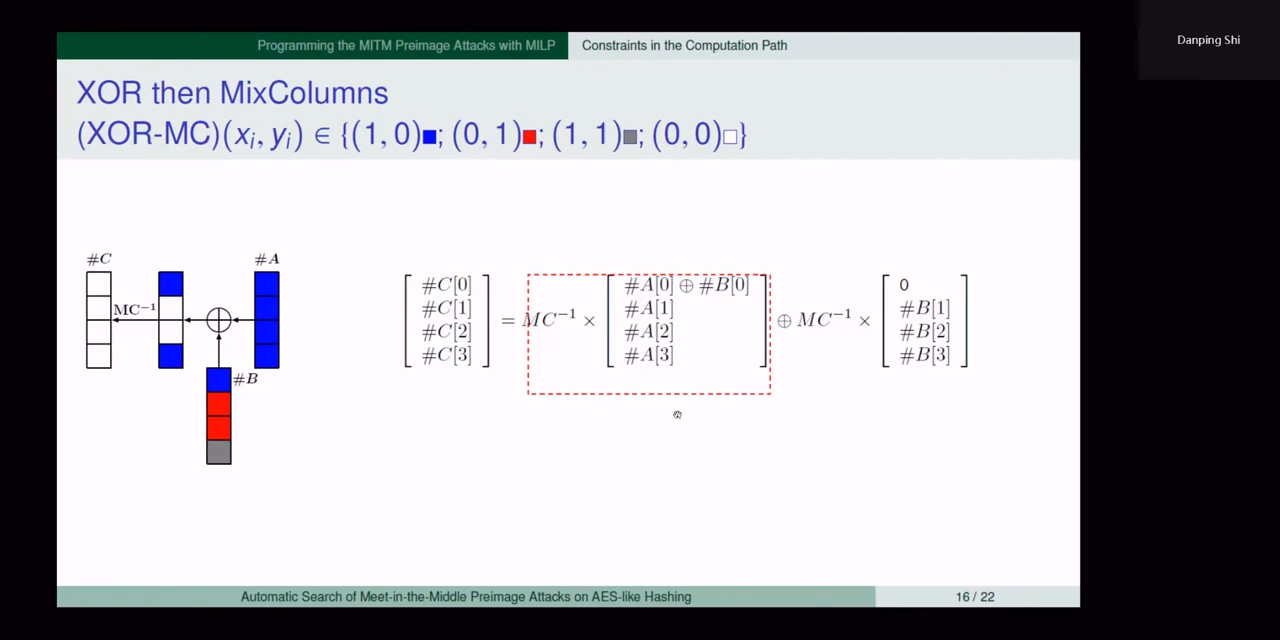 Danping Shi
Programming the MITM Preimage Attacks with MILP Constraints in the Computation Path
XOR then MixColumns
(XOR-MC)(xᵢ, yᵢ) ∈ {(1, 0)■; (0, 1)■; (1, 1)■; (0, 0)□}
#C #A
MC⁻¹
#B
#C[0]
#C[1]
#C[2]
#C[3]
= MC⁻¹ ×
#A[0] ⊕ #B[0]
#A[1]
#A[2]
#A[3]
⊕ MC⁻¹ ×
0
#B[1]
#B[2]
#B[3]
Automatic Search of Meet-in-the-Middle Preimage Attacks on AES-like Hashing 16 / 22